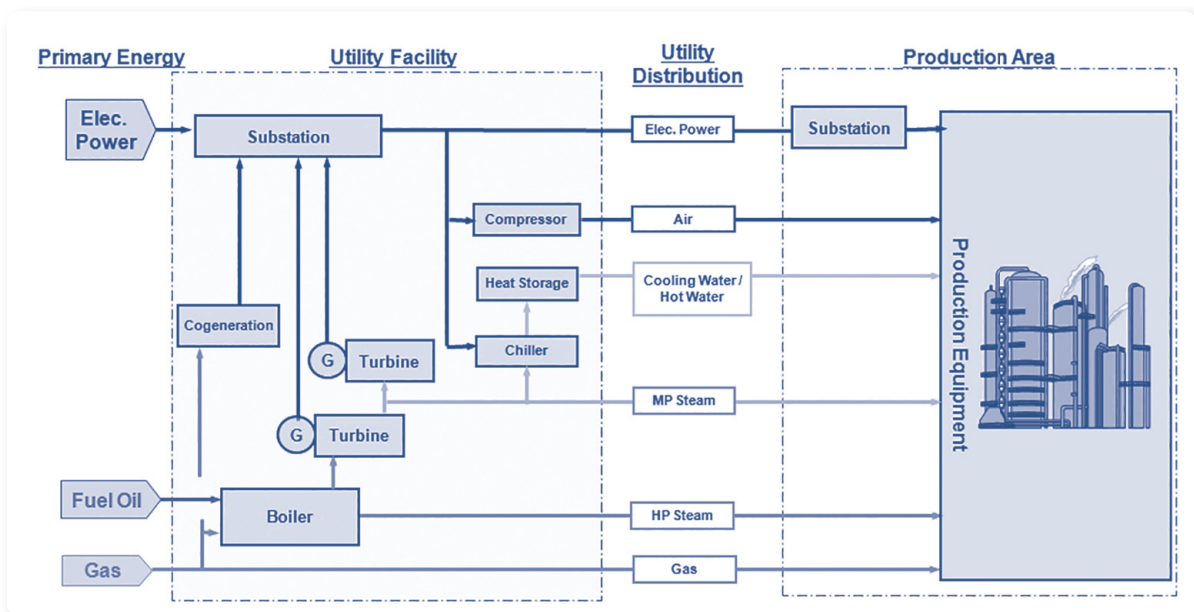 Primary Energy
Utility Facility
Utility
Distribution
Production Area
Elec.
Power
Substation
Elec. Power
Substation
Compressor
Air
Heat Storage
Cooling Water /
Hot Water
Cogeneration
Chiller
G
Turbine
MP Steam
G
Turbine
Production Equipment
Fuel Oil
Boiler
HP Steam
Gas
Gas